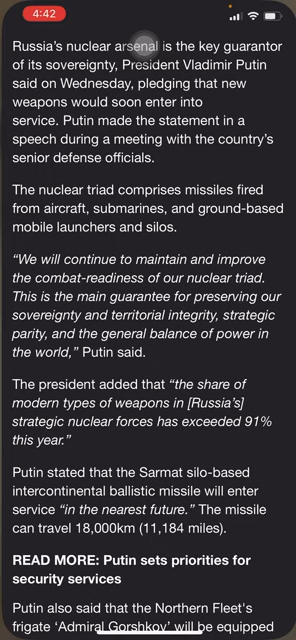 4:42
Russia’s nuclear arsenal is the key guarantor
of its sovereignty, President Vladimir Putin
said on Wednesday, pledging that new
weapons would soon enter into
service. Putin made the statement in a
speech during a meeting with the country’s
senior defense officials.
The nuclear triad comprises missiles fired
from aircraft, submarines, and ground-based
mobile launchers and silos.
“We will continue to maintain and improve
the combat-readiness of our nuclear triad.
This is the main guarantee for preserving our
sovereignty and territorial integrity, strategic
parity, and the general balance of power in
the world,” Putin said.
The president added that “the share of
modern types of weapons in [Russia’s]
strategic nuclear forces has exceeded 91%
this year.”
Putin stated that the Sarmat silo-based
intercontinental ballistic missile will enter
service “in the nearest future.” The missile
can travel 18,000km (11,184 miles).
READ MORE: Putin sets priorities for
security services
Putin also said that the Northern Fleet's
frigate ‘Admiral Gorshkov’ will be equipped